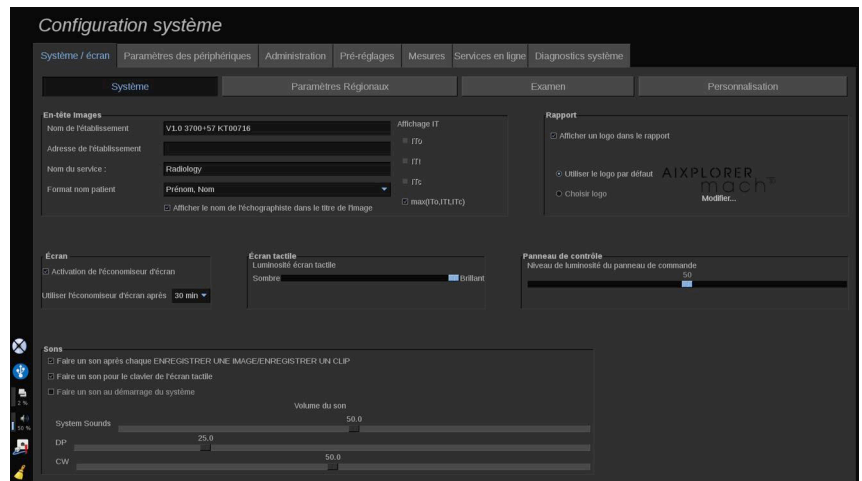 Configuration système
Système / écran Paramètres des périphériques Administration Pré-réglages Mesures Services en ligne Diagnostics système
Système Paramètres Régionaux Examen Personnalisation
En-tête Images
Nom de l'établissement V1.0 3700+57 KT00716
Adresse de l'établissement
Nom du service : Radiology
Format nom patient Prénom, Nom
Afficher le nom de l'échographiste dans le titre de l'image
Affichage IT
ITo
ITt
ITc
max(ITo,ITt,ITc)
Rapport
Afficher un logo dans le rapport
Utiliser le logo par défaut
Choisir logo
AIXPLORER
mach
Modifier...
Écran
Activation de l'économiseur d'écran
Utiliser l'économiseur d'écran après 30 min
Écran tactile
Luminosité écran tactile
Sombre Brillant
Panneau de contrôle
Niveau de luminosité du panneau de commande
50
Sons
Faire un son après chaque ENREGISTRER UNE IMAGE/ENREGISTRER UN CLIP
Faire un son pour le clavier de l'écran tactile
Faire un son au démarrage du système
Volume du son
System Sounds 50.0
DP 25.0
CW 50.0
2 %
50 %